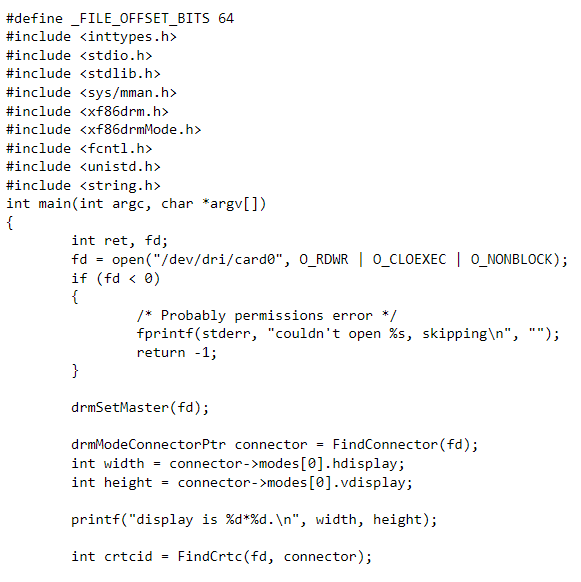 #define _FILE_OFFSET_BITS 64
#include <inttypes.h>
#include <stdio.h>
#include <stdlib.h>
#include <sys/mman.h>
#include <xf86drm.h>
#include <xf86drmMode.h>
#include <fcntl.h>
#include <unistd.h>
#include <string.h>
int main(int argc, char *argv[])
{
        int ret, fd;
        fd = open("/dev/dri/card0", O_RDWR | O_CLOEXEC | O_NONBLOCK);
        if (fd < 0)
        {
                /* Probably permissions error */
                fprintf(stderr, "couldn't open %s, skipping\n", "");
                return -1;
        }

        drmSetMaster(fd);

        drmModeConnectorPtr connector = FindConnector(fd);
        int width = connector->modes[0].hdisplay;
        int height = connector->modes[0].vdisplay;

        printf("display is %d*%d.\n", width, height);

        int crtcid = FindCrtc(fd, connector);